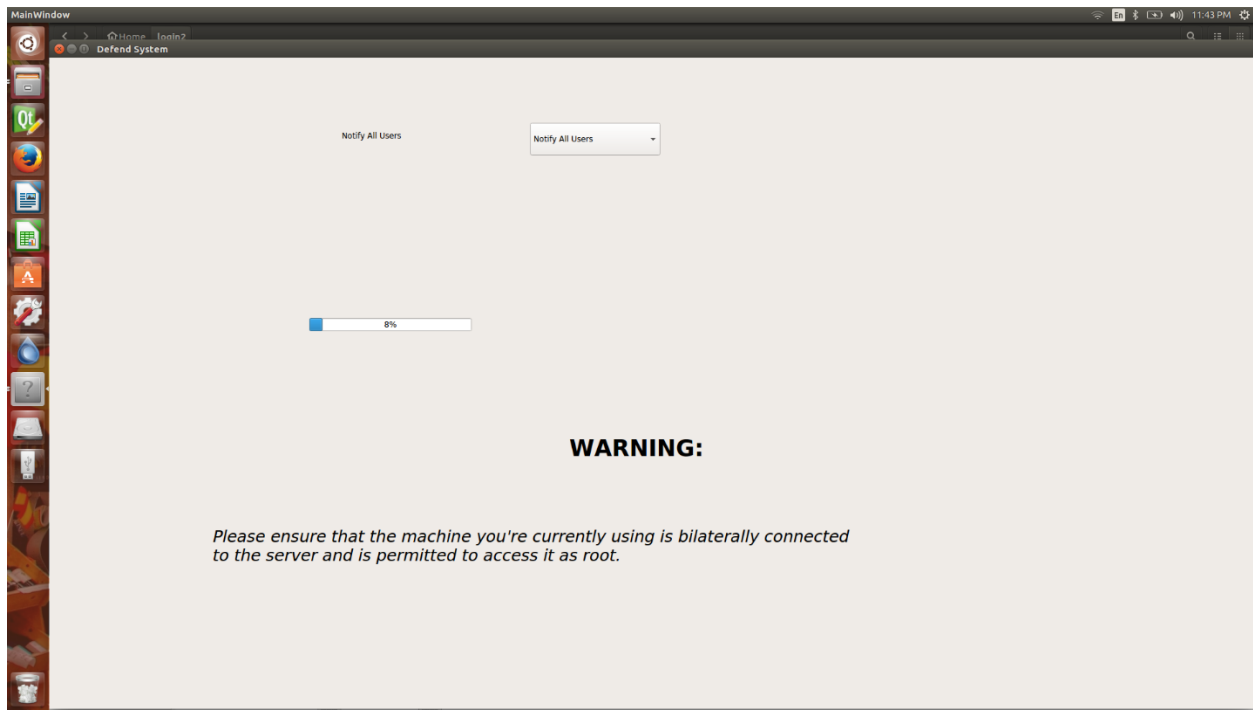 MainWindow
En
11:43 PM
Home login2
Defend System
Qt
Notify All Users
Notify All Users
8%
WARNING:
Please ensure that the machine you're currently using is bilaterally connected
to the server and is permitted to access it as root.